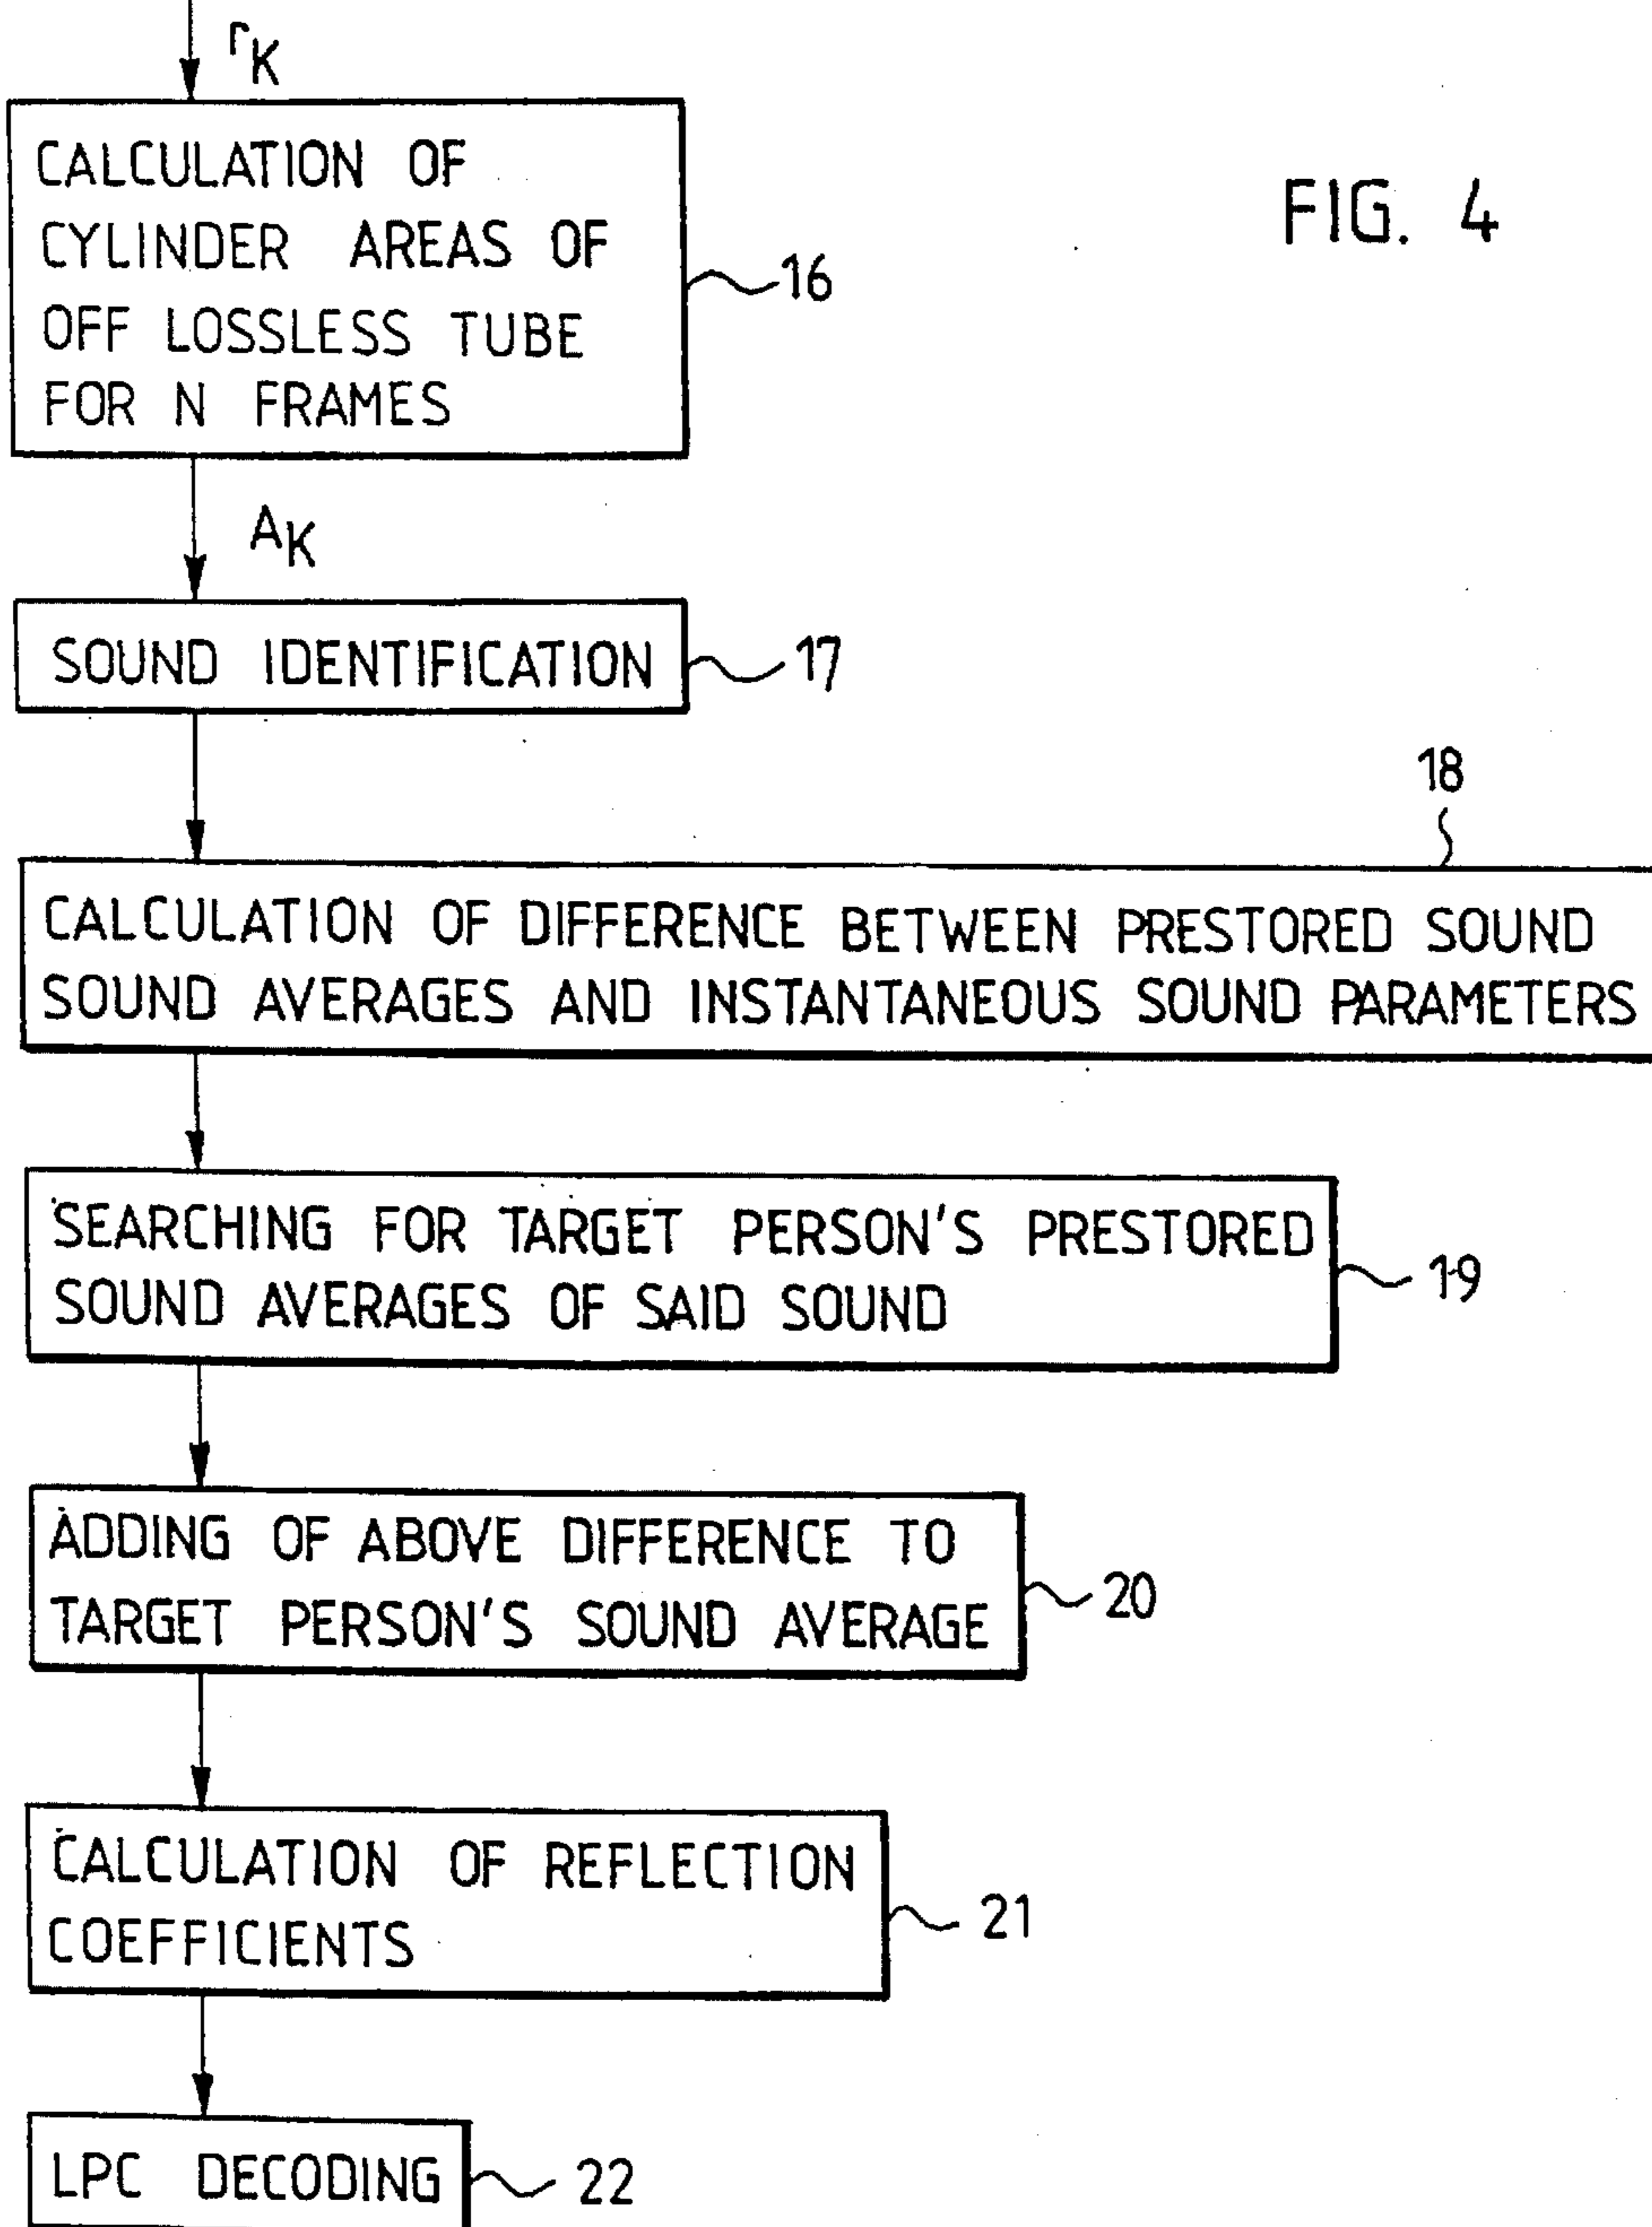 rK
CALCULATION OF
CYLINDER AREAS OF
OFF LOSSLESS TUBE
FOR N FRAMES
16
FIG. 4
AK
SOUND IDENTIFICATION
17
18
CALCULATION OF DIFFERENCE BETWEEN PRESTORED SOUND
SOUND AVERAGES AND INSTANTANEOUS SOUND PARAMETERS
SEARCHING FOR TARGET PERSON'S PRESTORED
SOUND AVERAGES OF SAID SOUND
19
ADDING OF ABOVE DIFFERENCE TO
TARGET PERSON'S SOUND AVERAGE
20
CALCULATION OF REFLECTION
COEFFICIENTS
21
LPC DECODING
22